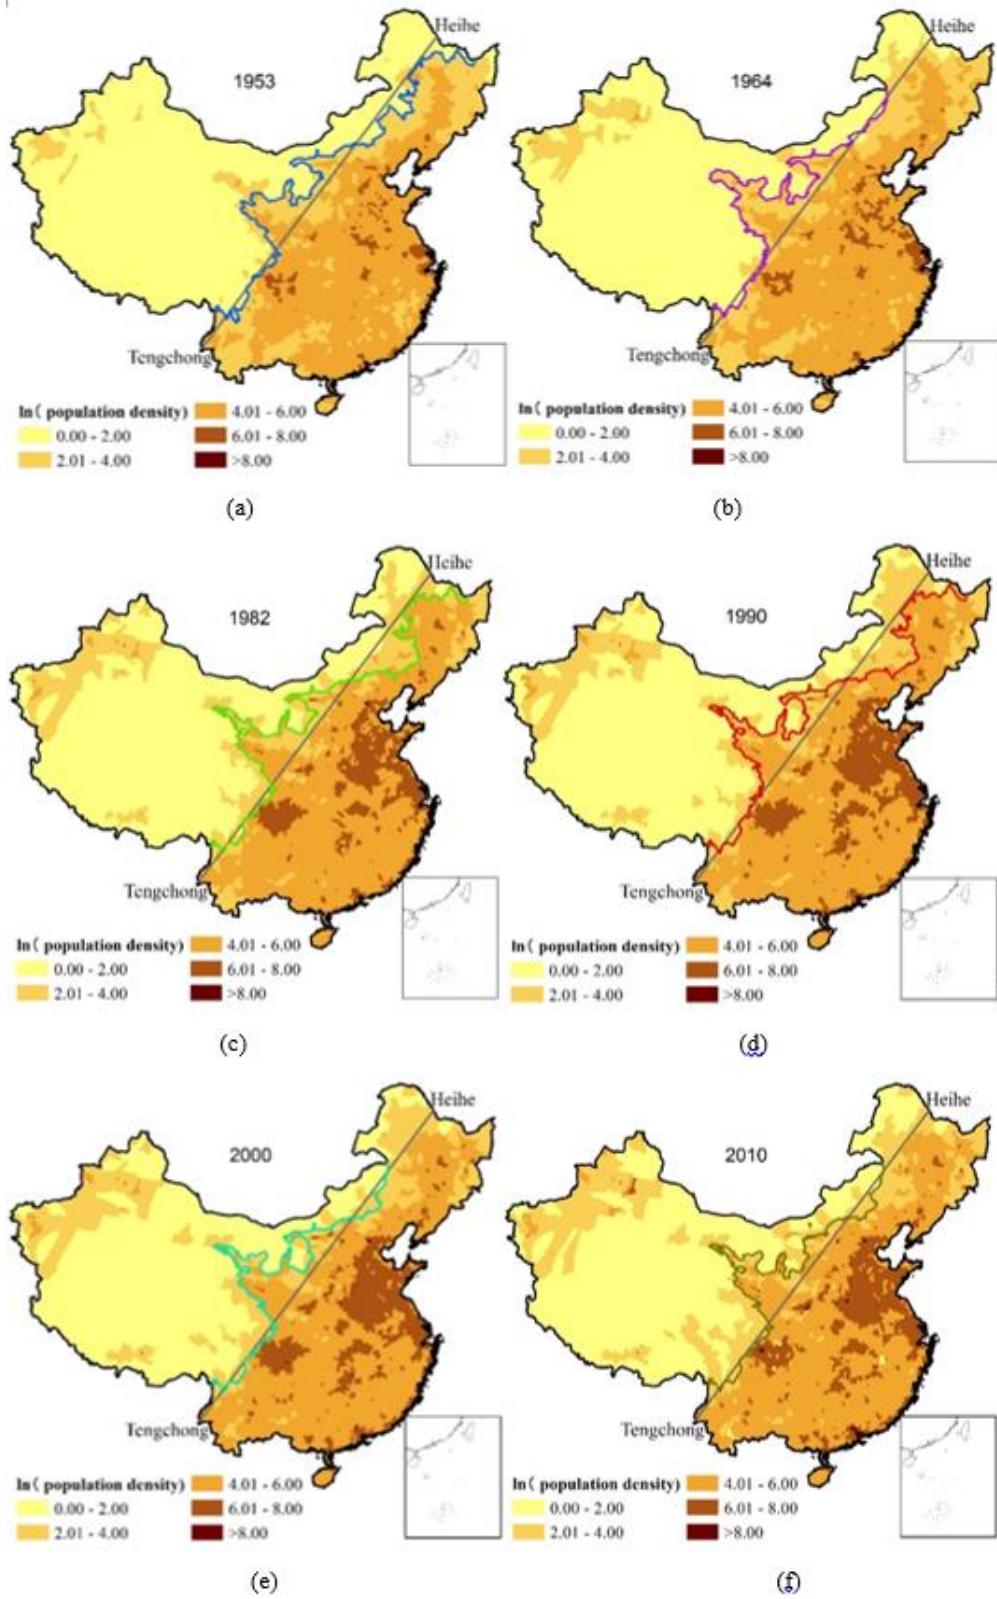 Heihe
1953
Tengchong
ln( population density)
0.00 - 2.00
2.01 - 4.00
4.01 - 6.00
6.01 - 8.00
>8.00
(a)
Heihe
1964
Tengchong
ln( population density)
0.00 - 2.00
2.01 - 4.00
4.01 - 6.00
6.01 - 8.00
>8.00
(b)
Heihe
1982
Tengchong
ln( population density)
0.00 - 2.00
2.01 - 4.00
4.01 - 6.00
6.01 - 8.00
>8.00
(c)
Heihe
1990
Tengchong
ln( population density)
0.00 - 2.00
2.01 - 4.00
4.01 - 6.00
6.01 - 8.00
>8.00
(d)
Heihe
2000
Tengchong
ln( population density)
0.00 - 2.00
2.01 - 4.00
4.01 - 6.00
6.01 - 8.00
>8.00
(e)
Heihe
2010
Tengchong
ln( population density)
0.00 - 2.00
2.01 - 4.00
4.01 - 6.00
6.01 - 8.00
>8.00
(f)